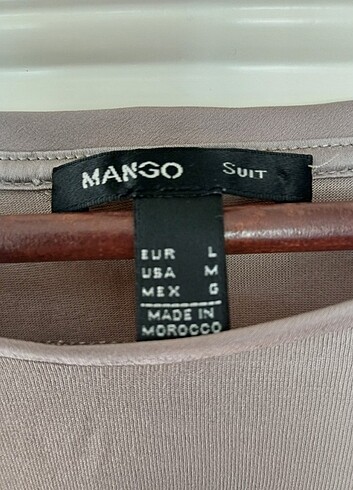 MANGO SUIT
EUR L
USA M
MEX G
MADE IN
MOROCCO